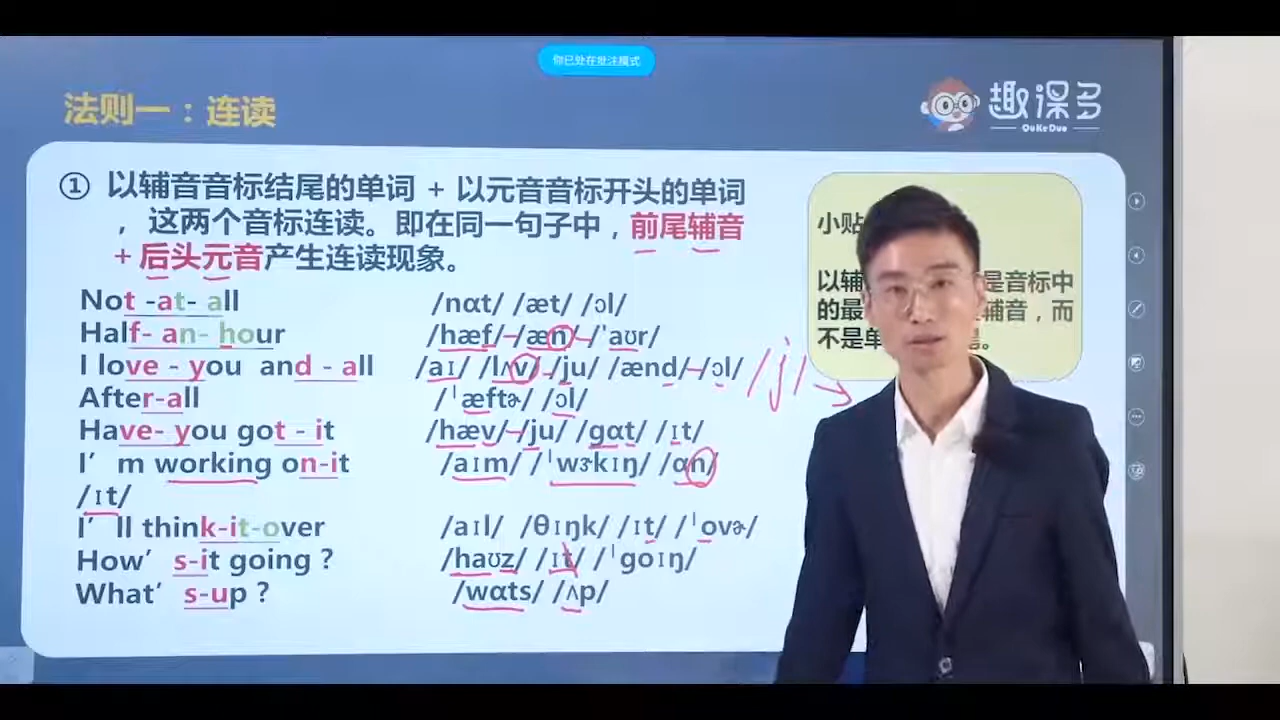 你已处在批注模式
法则一：连读
趣课多
QuKeDuo
① 以辅音音标结尾的单词 + 以元音音标开头的单词
，这两个音标连读。即在同一句子中，前尾辅音
+ 后头元音产生连读现象。
Not -at- all /nɑt/ /æt/ /ɔl/
Half- an- hour /hæf/ /æn/ /ˈaʊr/
I love - you and - all /aɪ/ /lʌv/ /ju/ /ænd/ /ɔl/ /j/
After-all /ˈæftɚ/ /ɔl/
Have- you got - it /hæv/ /ju/ /gɑt/ /ɪt/
I’m working on-it /aɪm/ /ˈwɝkɪŋ/ /ɑn/
/ɪt/
I’ll think-it-over /aɪl/ /θɪŋk/ /ɪt/ /ˈovɚ/
How’s-it going ? /haʊz/ /ɪt/ /ˈgoɪŋ/
What’s-up ? /wɑts/ /ʌp/
小贴
以辅 是音标中
的最 辅音，而
不是单 。